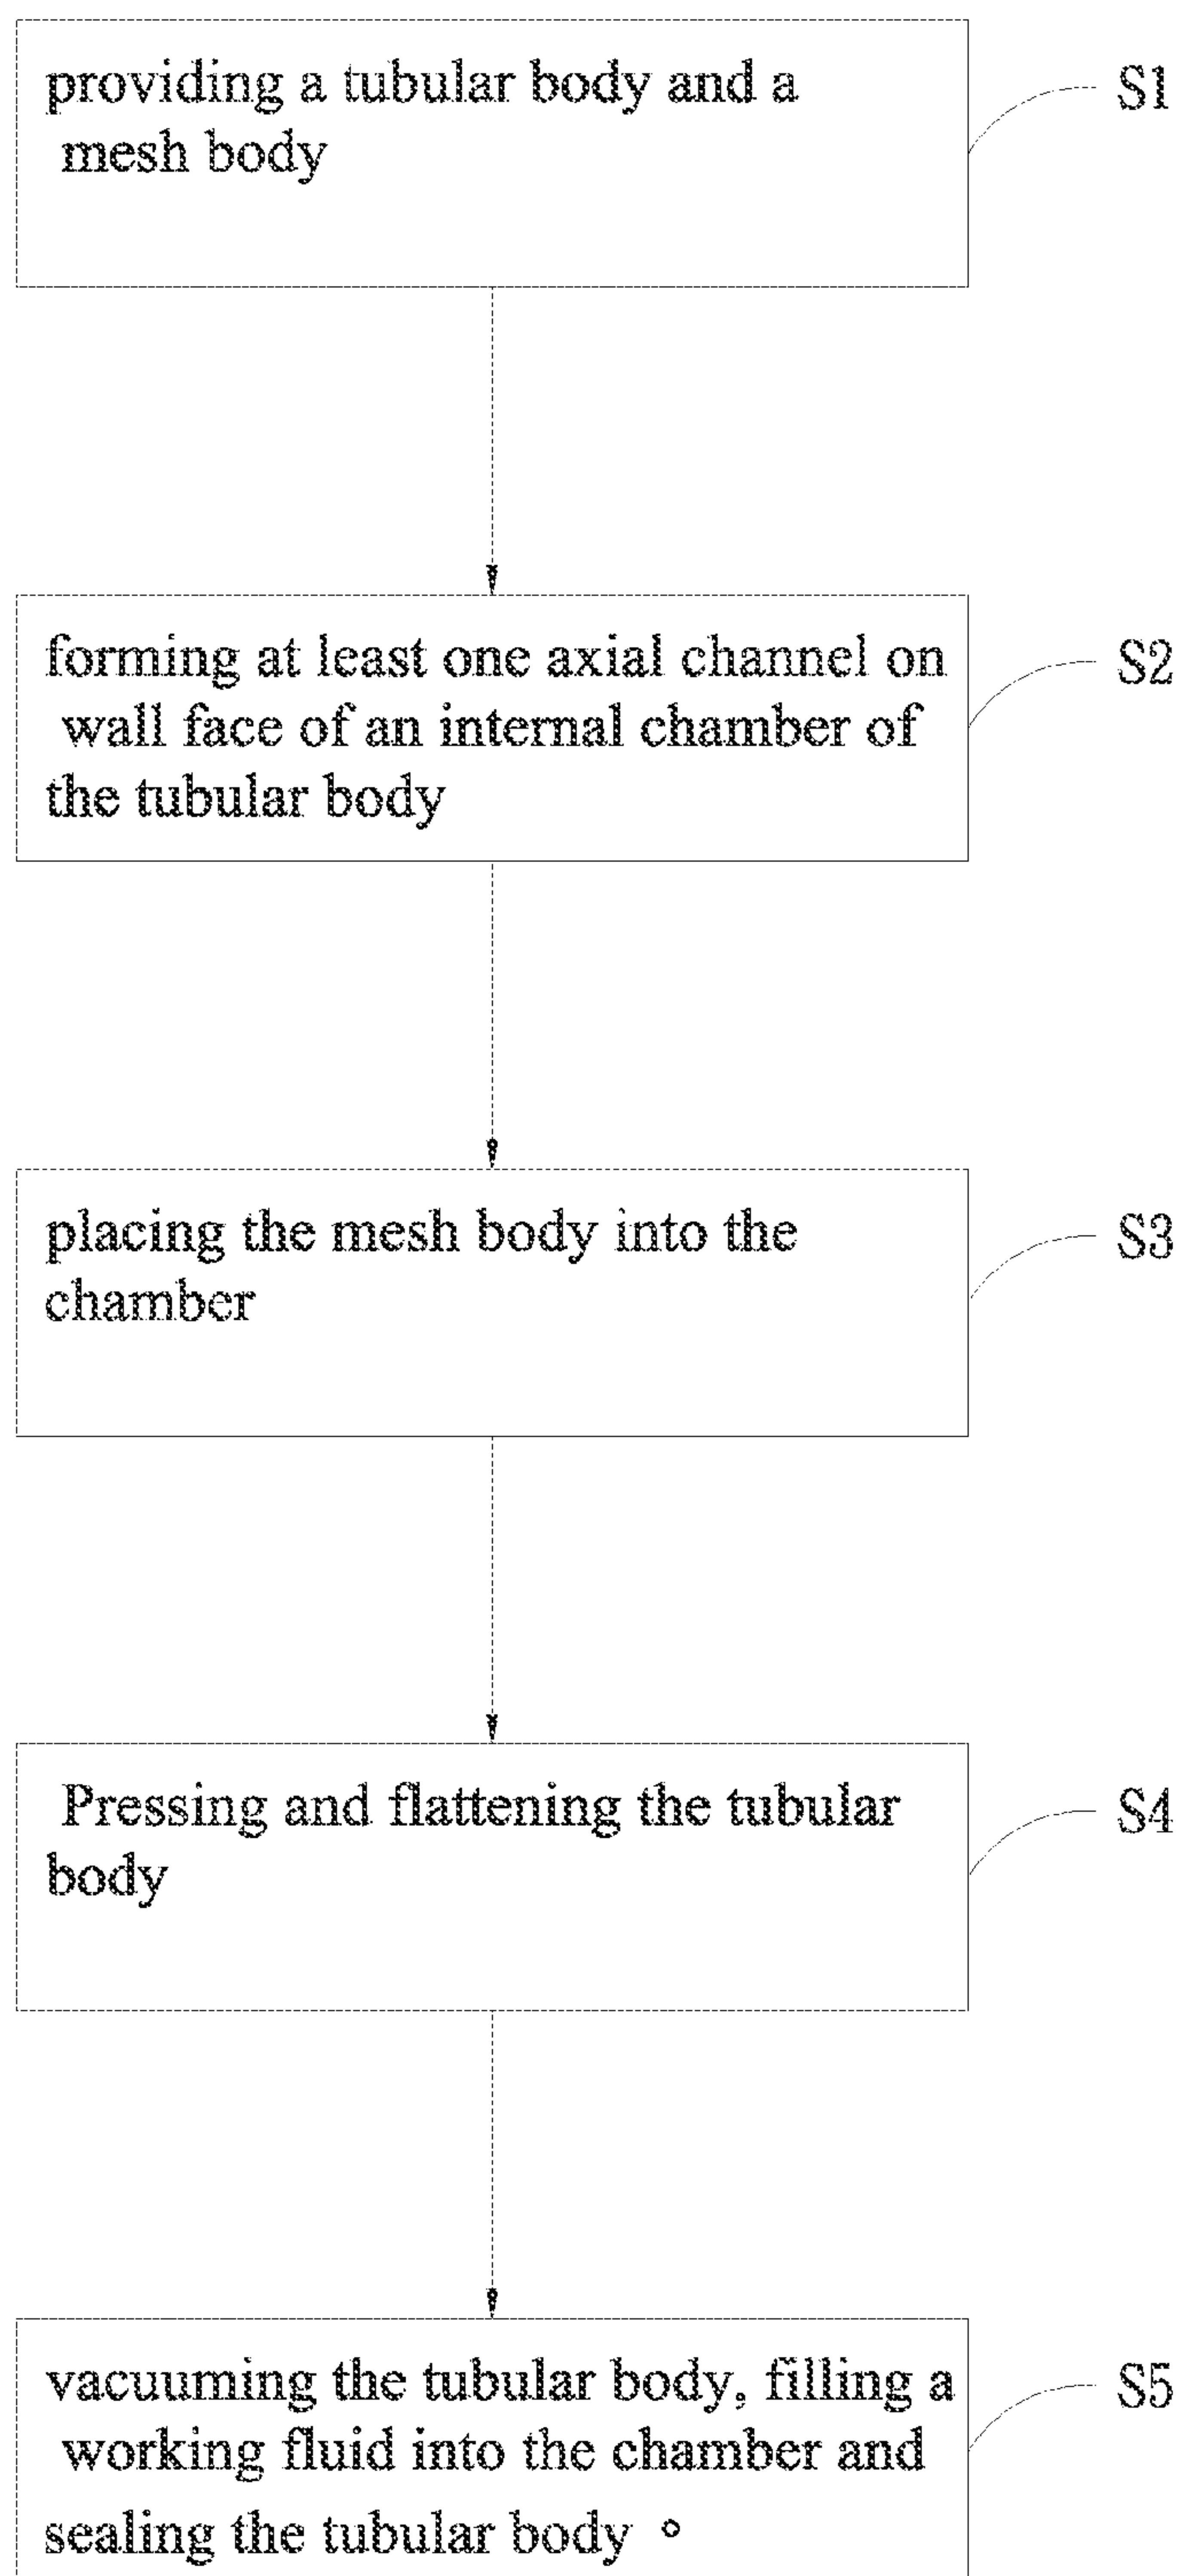 providing a tubular body and a
mesh body
S1
forming at least one axial channel on
wall face of an internal chamber of
the tubular body
S2
placing the mesh body into the
chamber
S3
Pressing and flattening the tubular
body
S4
vacuuming the tubular body, filling a
working fluid into the chamber and
sealing the tubular body 。
S5